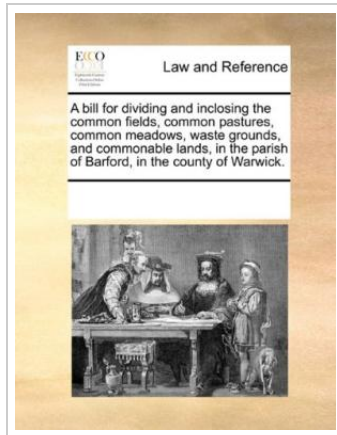 ECCO
Law and Reference
A bill for dividing and inclosing the
common fields, common pastures,
common meadows, waste grounds,
and commonable lands, in the parish
of Barford, in the county of Warwick.